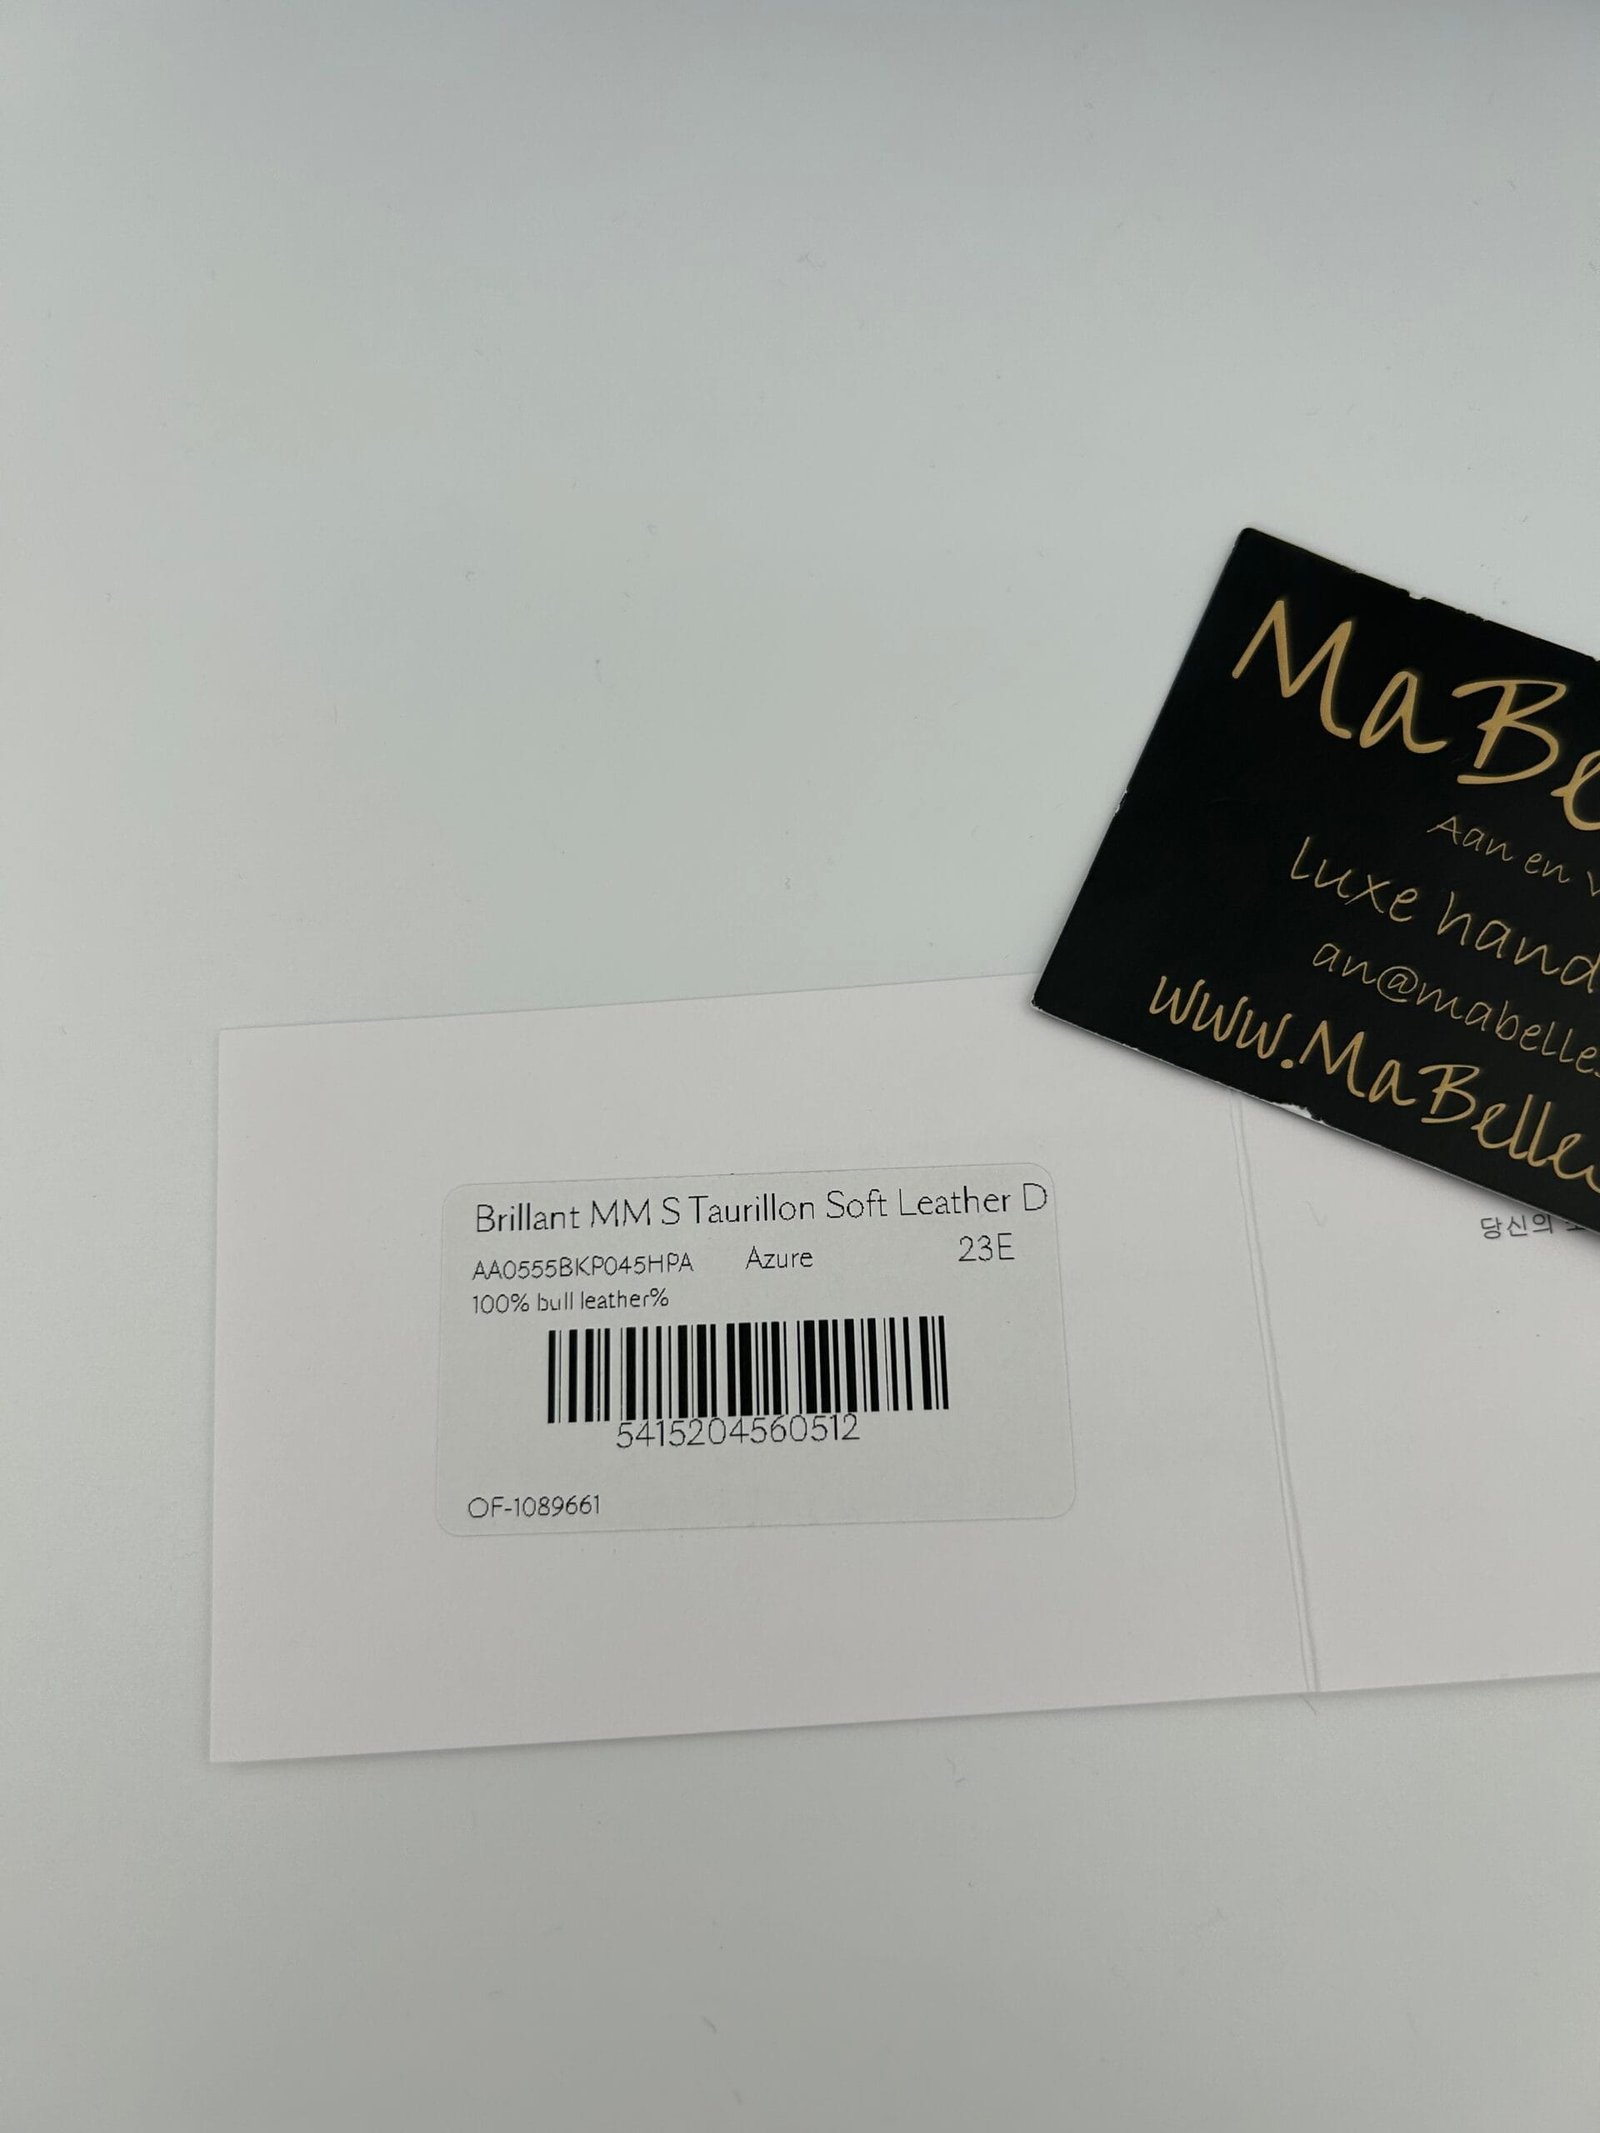 MaBe
Aan en
luxe hand
an@mabelle
www.MaBelle
당신의
Brillant MM S Taurillon Soft Leather D
AA0555BKP045HPA Azure 23E
100% bull leather%
5415204560512
OF-1089661